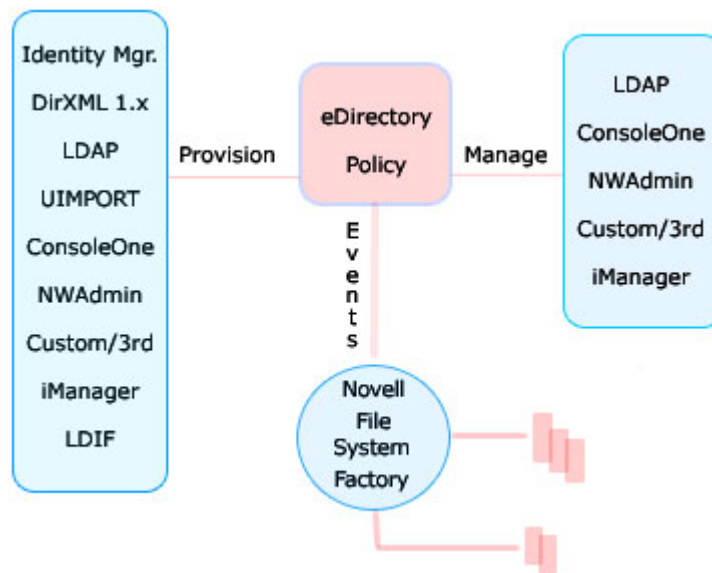 Identity Mgr.
DirXML 1.x
LDAP
UIMPORT
ConsoleOne
NWAdmin
Custom/3rd
iManager
LDIF
Provision
eDirectory
Policy
Manage
LDAP
ConsoleOne
NWAdmin
Custom/3rd
iManager
Events
Novell
File
System
Factory